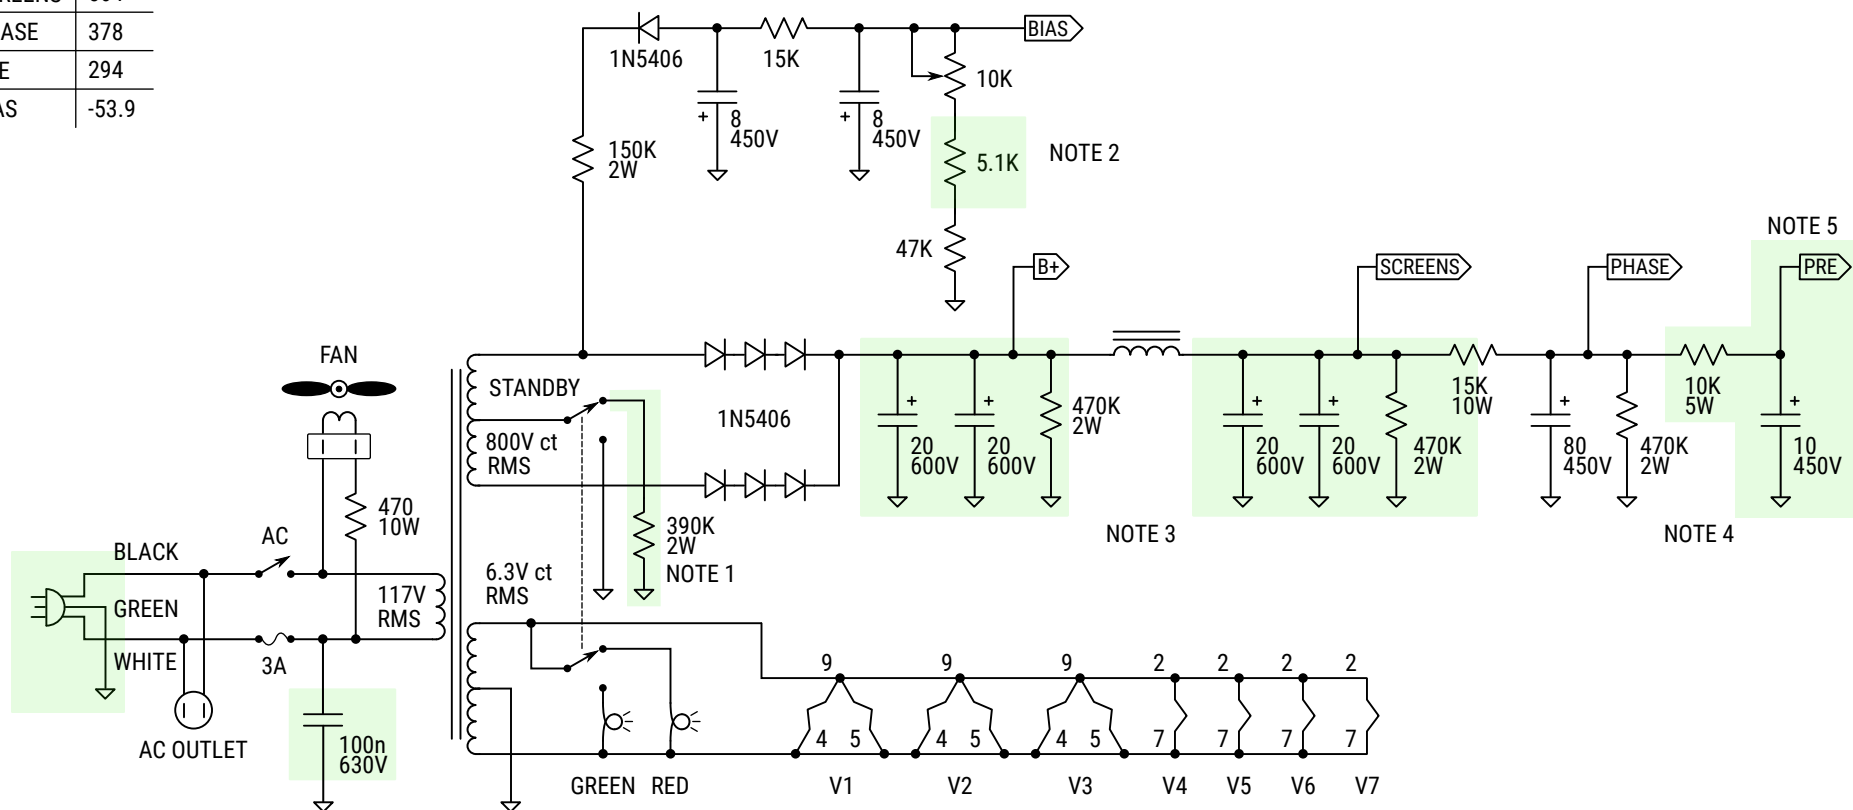 ASE 378
E 294
AS -53.9
BIAS
1N5406
15K
10K
+ 8
450V
+ 8
450V
5.1K
NOTE 2
150K
2W
47K
NOTE 5
B+
SCREENS
PHASE
PRE
FAN
STANDBY
800V ct
RMS
1N5406
+
20
600V
+
20
600V
470K
2W
+
20
600V
+
20
600V
470K
2W
15K
10W
+
80
450V
470K
2W
10K
5W
+
10
450V
470
10W
390K
2W
NOTE 1
NOTE 3
NOTE 4
BLACK
AC
GREEN
117V
RMS
6.3V ct
RMS
WHITE
3A
AC OUTLET
100n
630V
GREEN RED
9 9 9 2 2 2 2
4 5 4 5 4 5 7 7 7 7
V1 V2 V3 V4 V5 V6 V7